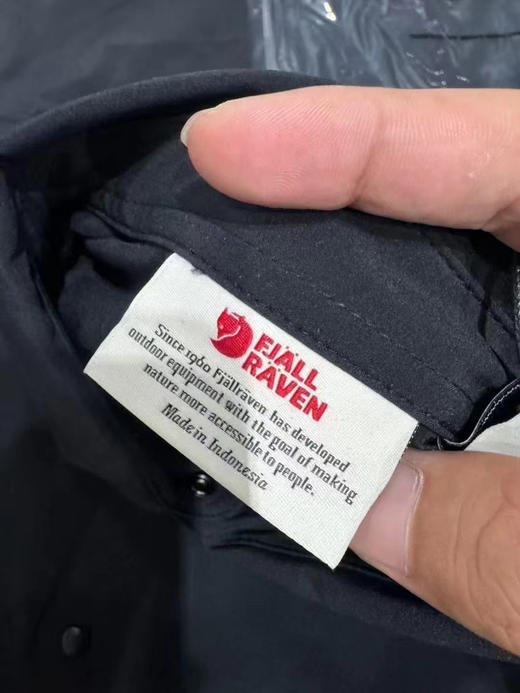 FJÄLL
RÄVEN
Since 1960 Fjällräven has developed
outdoor equipment with the goal of making
nature more accessible to people.
Made in Indonesia